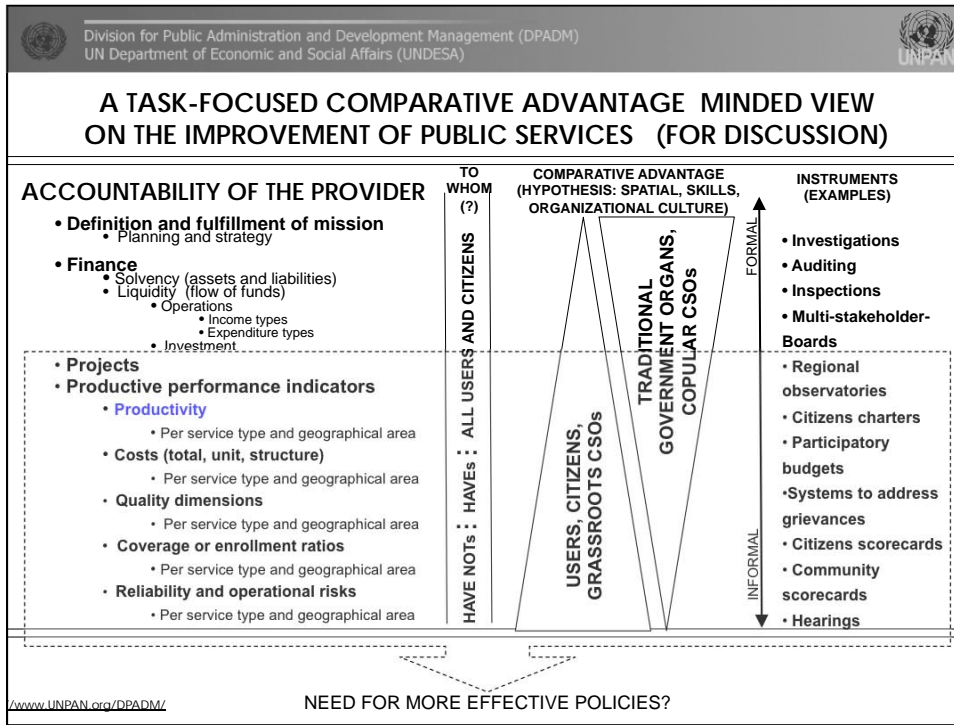 Division for Public Administration and Development Management (DPADM)
UN Department of Economic and Social Affairs (UNDESA)
UNPAN
A TASK-FOCUSED COMPARATIVE ADVANTAGE MINDED VIEW
ON THE IMPROVEMENT OF PUBLIC SERVICES (FOR DISCUSSION)
ACCOUNTABILITY OF THE PROVIDER
• Definition and fulfillment of mission
• Planning and strategy
• Finance
• Solvency (assets and liabilities)
• Liquidity (flow of funds)
• Operations
• Income types
• Expenditure types
• Investment
• Projects
• Productive performance indicators
• Productivity
• Per service type and geographical area
• Costs (total, unit, structure)
• Per service type and geographical area
• Quality dimensions
• Per service type and geographical area
• Coverage or enrollment ratios
• Per service type and geographical area
• Reliability and operational risks
• Per service type and geographical area
TO
WHOM
(?)
HAVE NOTs : HAVEs : ALL USERS AND CITIZENS
COMPARATIVE ADVANTAGE
(HYPOTHESIS: SPATIAL, SKILLS,
ORGANIZATIONAL CULTURE)
USERS, CITIZENS,
GRASSROOTS CSOs
TRADITIONAL
GOVERNMENT ORGANS,
COPULAR CSOs
FORMAL
INFORMAL
INSTRUMENTS
(EXAMPLES)
• Investigations
• Auditing
• Inspections
• Multi-stakeholder-
Boards
• Regional
observatories
• Citizens charters
• Participatory
budgets
•Systems to address
grievances
• Citizens scorecards
• Community
scorecards
• Hearings
NEED FOR MORE EFFECTIVE POLICIES?
/www.UNPAN.org/DPADM/